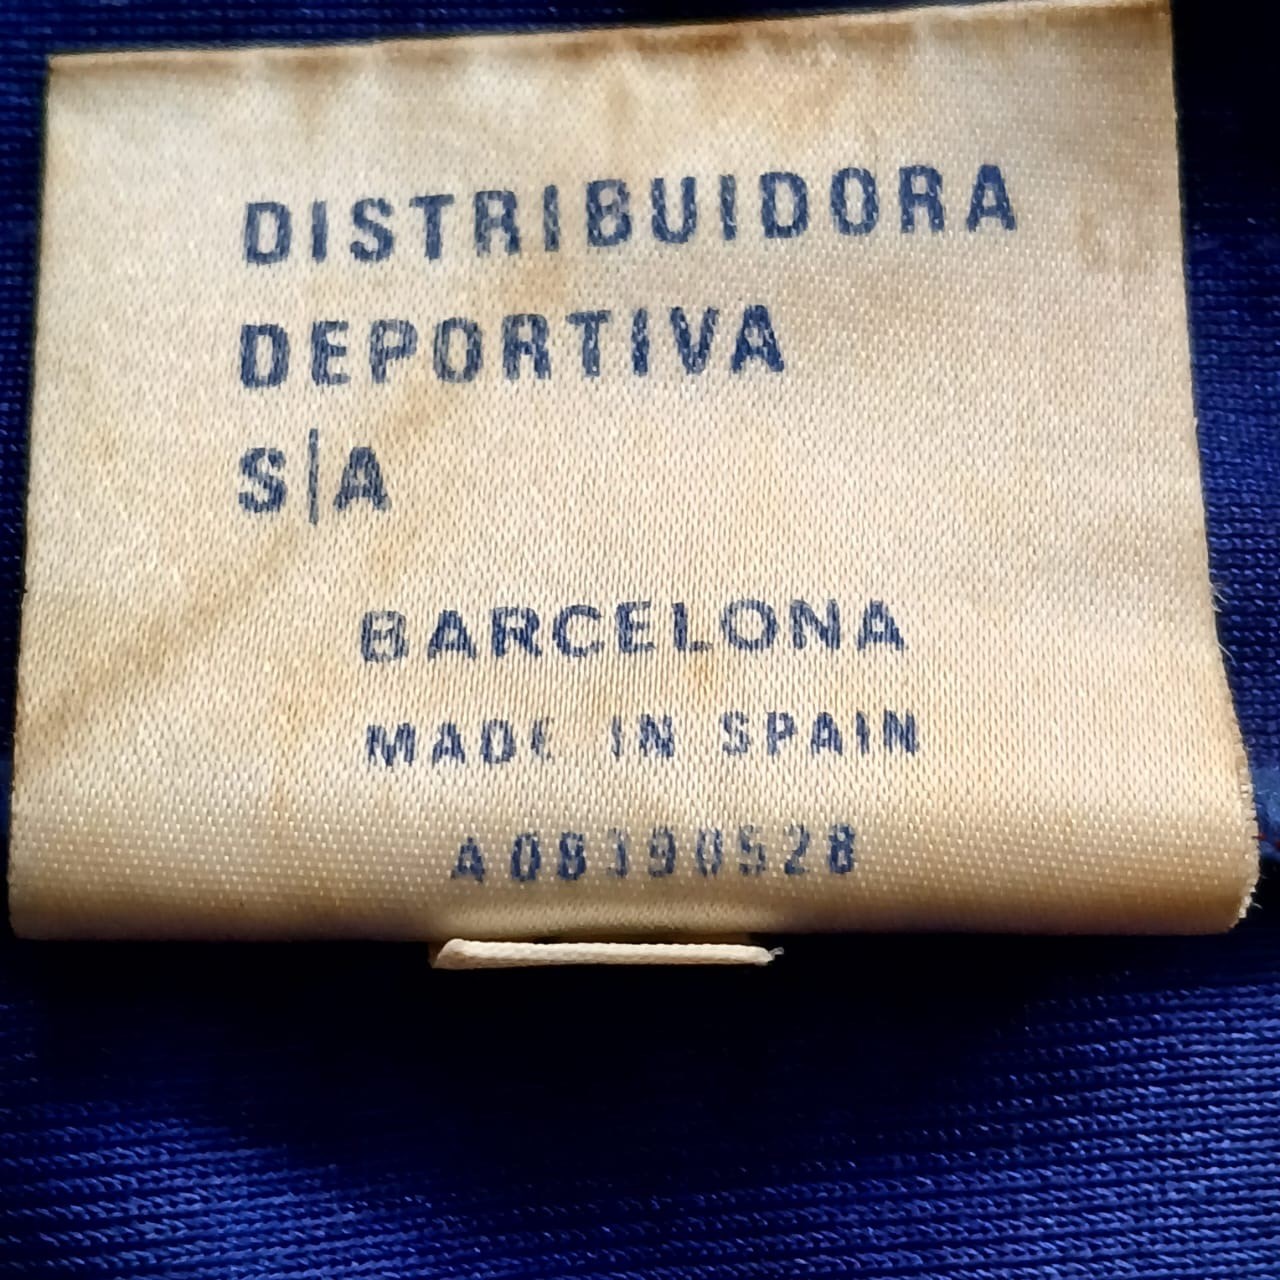 DISTRIBUIDORA
DEPORTIVA
S/A
BARCELONA
MADE IN SPAIN
A08390528